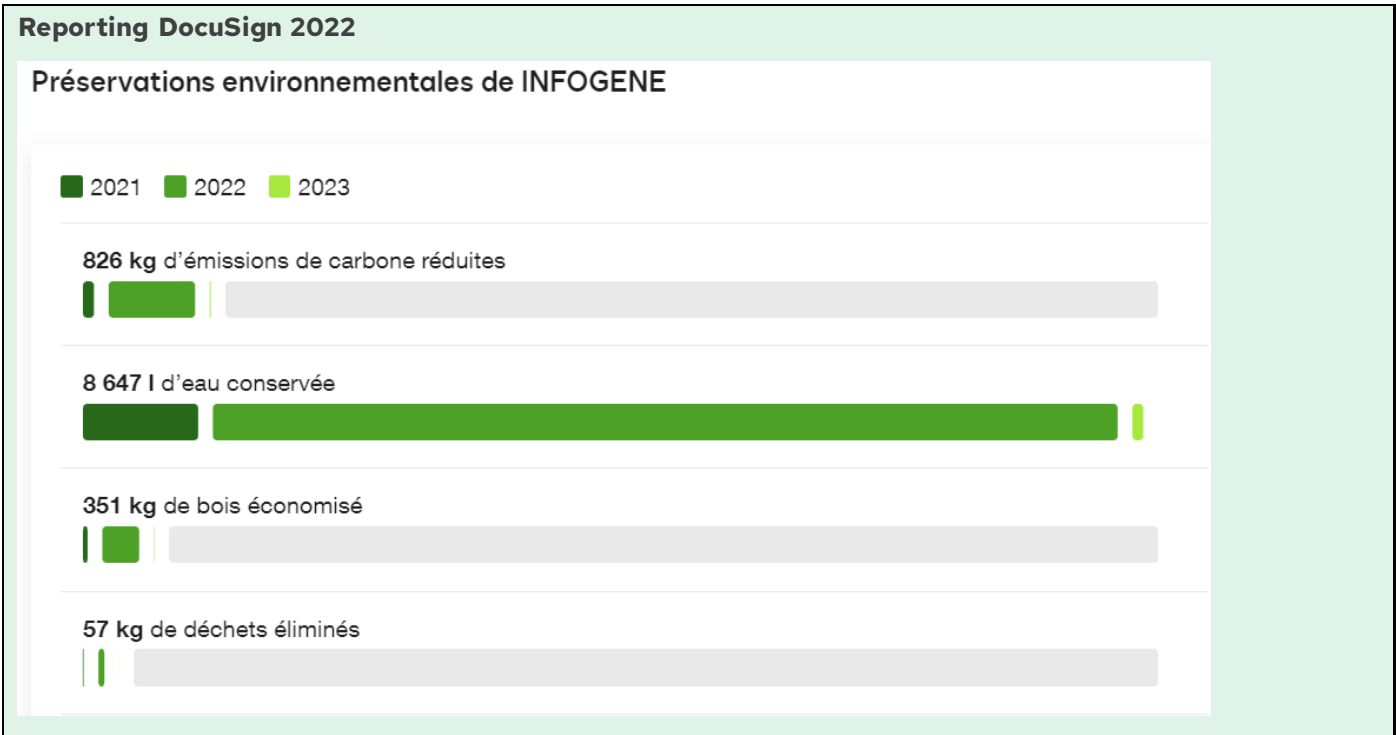 Reporting DocuSign 2022
Préservations environnementales de INFOGENE
2021 2022 2023
826 kg d’émissions de carbone réduites
8 647 l d’eau conservée
351 kg de bois économisé
57 kg de déchets éliminés